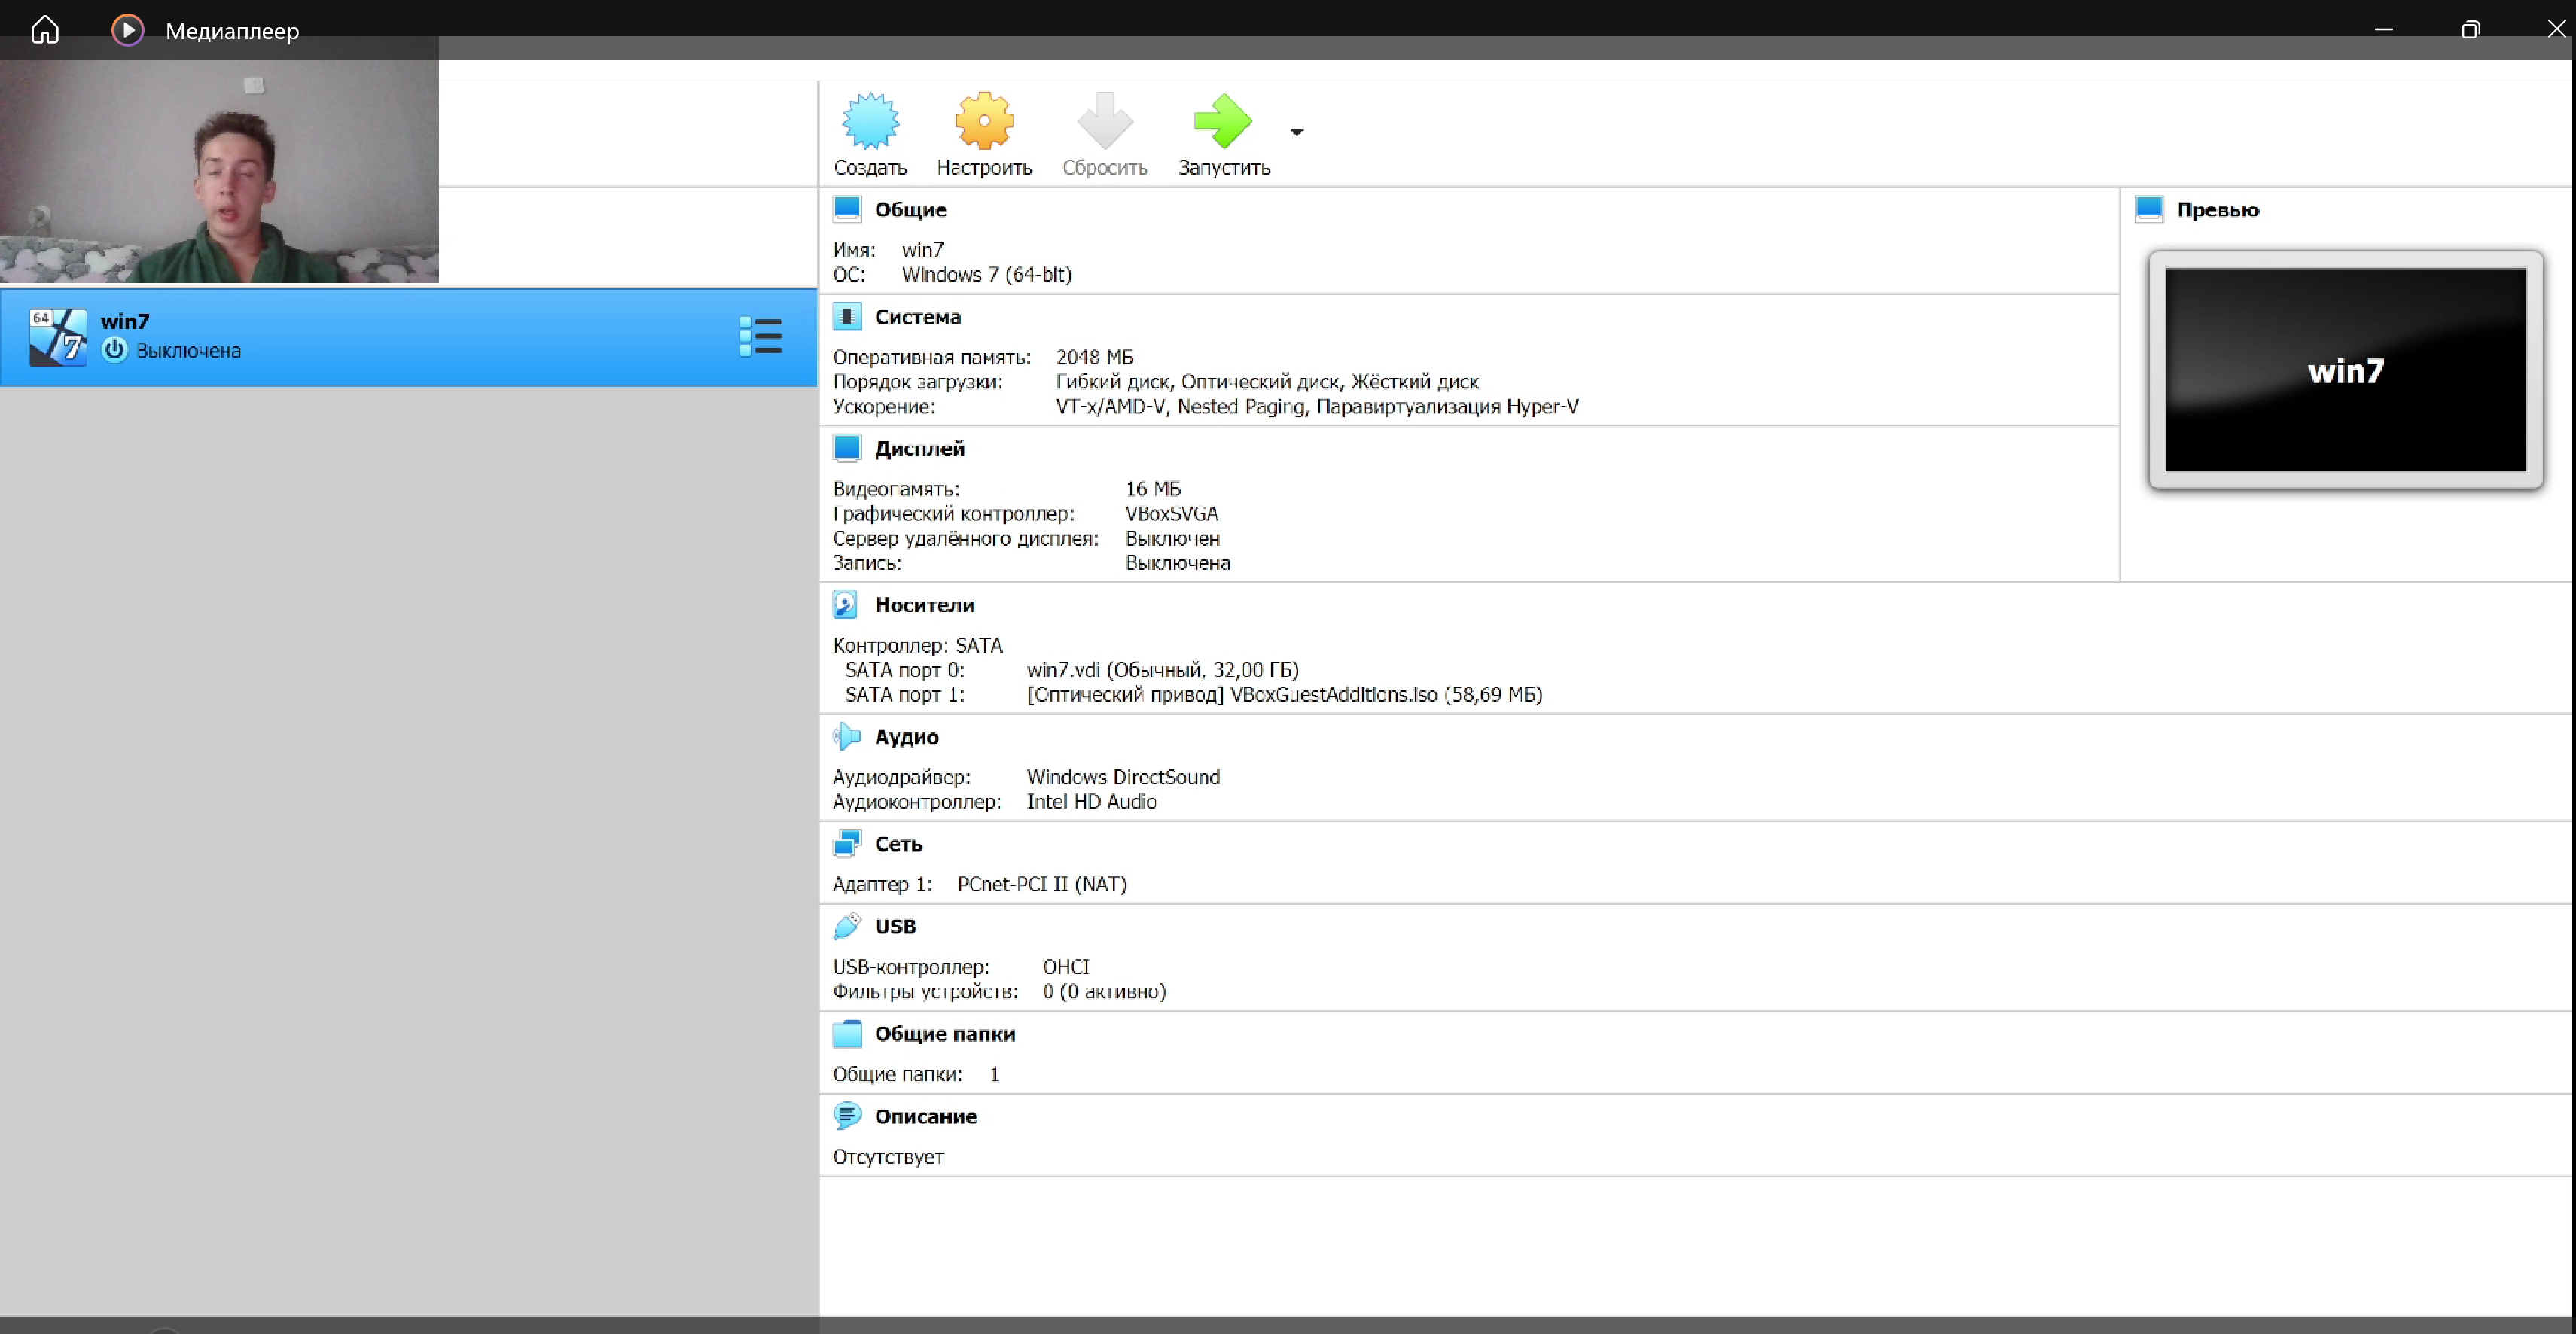 Медиаплеер
Создать
Настроить
Сбросить
Запустить
64
7
win7
Выключена
Общие
Имя: win7
ОС: Windows 7 (64-bit)
Превью
win7
Система
Оперативная память: 2048 МБ
Порядок загрузки: Гибкий диск, Оптический диск, Жёсткий диск
Ускорение: VT-x/AMD-V, Nested Paging, Паравиртуализация Hyper-V
Дисплей
Видеопамять: 16 МБ
Графический контроллер: VBoxSVGA
Сервер удалённого дисплея: Выключен
Запись: Выключена
Носители
Контроллер: SATA
SATA порт 0: win7.vdi (Обычный, 32,00 ГБ)
SATA порт 1: [Оптический привод] VBoxGuestAdditions.iso (58,69 МБ)
Аудио
Аудиодрайвер: Windows DirectSound
Аудиоконтроллер: Intel HD Audio
Сеть
Адаптер 1: PCnet-PCI II (NAT)
USB
USB-контроллер: OHCI
Фильтры устройств: 0 (0 активно)
Общие папки
Общие папки: 1
Описание
Отсутствует